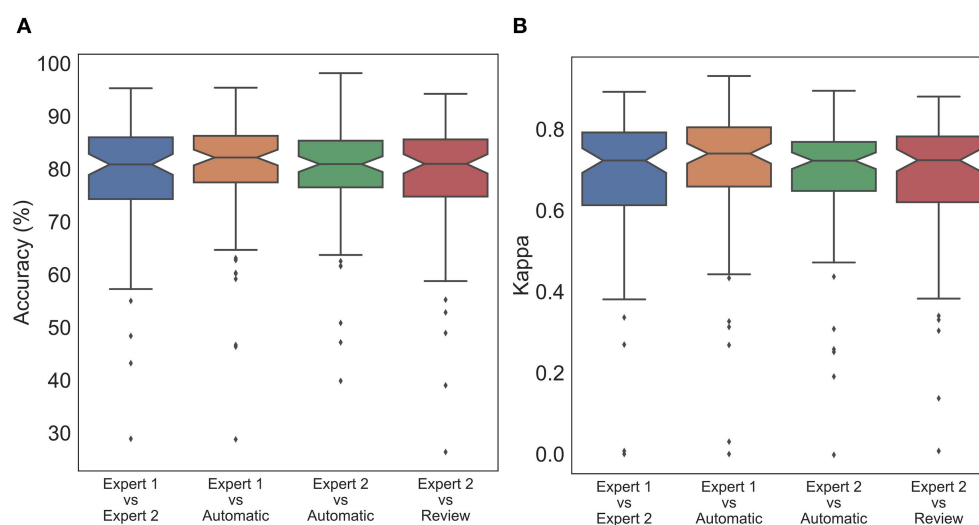 A
Accuracy (%)
100
90
80
70
60
50
40
30
Expert 1
vs
Expert 2
Expert 1
vs
Automatic
Expert 2
vs
Automatic
Expert 2
vs
Review
B
Kappa
0.8
0.6
0.4
0.2
0.0
Expert 1
vs
Expert 2
Expert 1
vs
Automatic
Expert 2
vs
Automatic
Expert 2
vs
Review